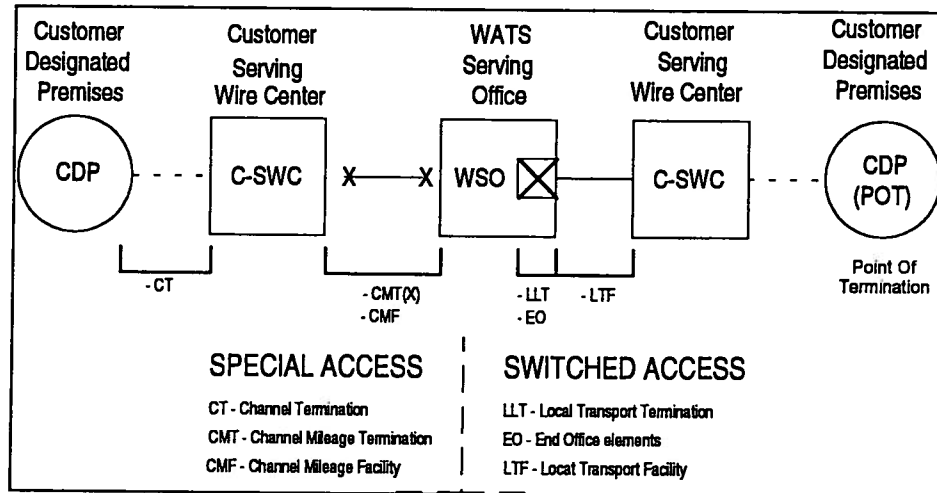 Customer
Designated
Premises
Customer
Serving
Wire Center
WATS
Serving
Office
Customer
Serving
Wire Center
Customer
Designated
Premises
CDP
C-SWC
X
X
WSO
C-SWC
CDP
(POT)
- CT
- CMT(X)
- CMF
- LLT
- EO
- LTF
Point Of
Termination
SPECIAL ACCESS
CT - Channel Termination
CMT - Channel Mileage Termination
CMF - Channel Mileage Facility
SWITCHED ACCESS
LLT - Local Transport Termination
EO - End Office elements
LTF - Locat Transport Facility